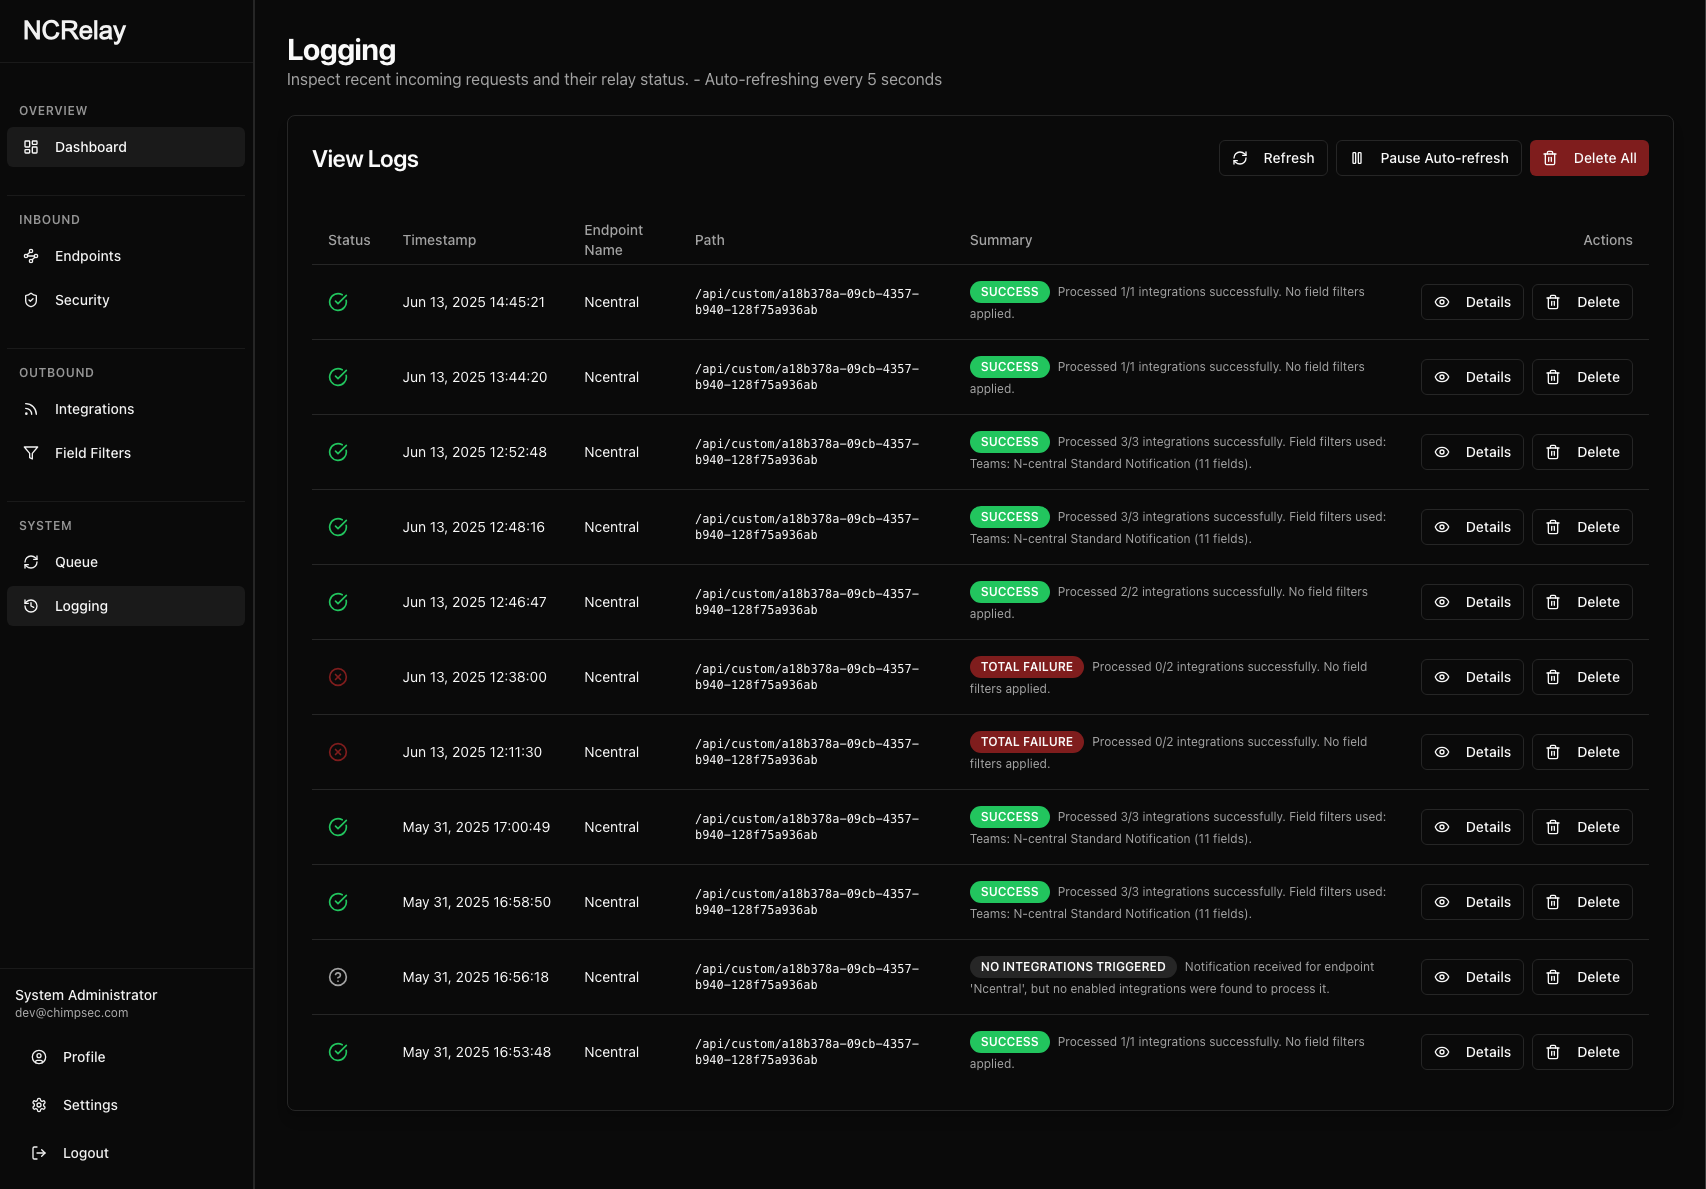 NCRelay
OVERVIEW
Dashboard
INBOUND
Endpoints
Security
OUTBOUND
Integrations
Field Filters
SYSTEM
Queue
Logging
System Administrator
dev@chimpsec.com
Profile
Settings
Logout
Logging
Inspect recent incoming requests and their relay status. - Auto-refreshing every 5 seconds
View Logs
Refresh
Pause Auto-refresh
Delete All
Status
Timestamp
Endpoint
Name
Path
Summary
Actions
Jun 13, 2025 14:45:21
Ncentral
/api/custom/a18b378a-09cb-4357-
b940-128f75a936ab
SUCCESS Processed 1/1 integrations successfully. No field filters
applied.
Details
Delete
Jun 13, 2025 13:44:20
Ncentral
/api/custom/a18b378a-09cb-4357-
b940-128f75a936ab
SUCCESS Processed 1/1 integrations successfully. No field filters
applied.
Details
Delete
Jun 13, 2025 12:52:48
Ncentral
/api/custom/a18b378a-09cb-4357-
b940-128f75a936ab
SUCCESS Processed 3/3 integrations successfully. Field filters used:
Teams: N-central Standard Notification (11 fields).
Details
Delete
Jun 13, 2025 12:48:16
Ncentral
/api/custom/a18b378a-09cb-4357-
b940-128f75a936ab
SUCCESS Processed 3/3 integrations successfully. Field filters used:
Teams: N-central Standard Notification (11 fields).
Details
Delete
Jun 13, 2025 12:46:47
Ncentral
/api/custom/a18b378a-09cb-4357-
b940-128f75a936ab
SUCCESS Processed 2/2 integrations successfully. No field filters
applied.
Details
Delete
Jun 13, 2025 12:38:00
Ncentral
/api/custom/a18b378a-09cb-4357-
b940-128f75a936ab
TOTAL FAILURE Processed 0/2 integrations successfully. No field
filters applied.
Details
Delete
Jun 13, 2025 12:11:30
Ncentral
/api/custom/a18b378a-09cb-4357-
b940-128f75a936ab
TOTAL FAILURE Processed 0/2 integrations successfully. No field
filters applied.
Details
Delete
May 31, 2025 17:00:49
Ncentral
/api/custom/a18b378a-09cb-4357-
b940-128f75a936ab
SUCCESS Processed 3/3 integrations successfully. Field filters used:
Teams: N-central Standard Notification (11 fields).
Details
Delete
May 31, 2025 16:58:50
Ncentral
/api/custom/a18b378a-09cb-4357-
b940-128f75a936ab
SUCCESS Processed 3/3 integrations successfully. Field filters used:
Teams: N-central Standard Notification (11 fields).
Details
Delete
May 31, 2025 16:56:18
Ncentral
/api/custom/a18b378a-09cb-4357-
b940-128f75a936ab
NO INTEGRATIONS TRIGGERED Notification received for endpoint
'Ncentral', but no enabled integrations were found to process it.
Details
Delete
May 31, 2025 16:53:48
Ncentral
/api/custom/a18b378a-09cb-4357-
b940-128f75a936ab
SUCCESS Processed 1/1 integrations successfully. No field filters
applied.
Details
Delete